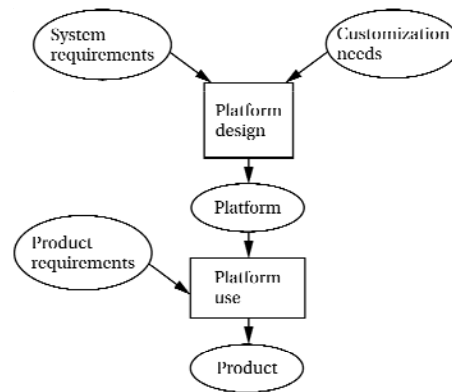 System
requirements
Customization
needs
Platform
design
Platform
Product
requirements
Platform
use
Product